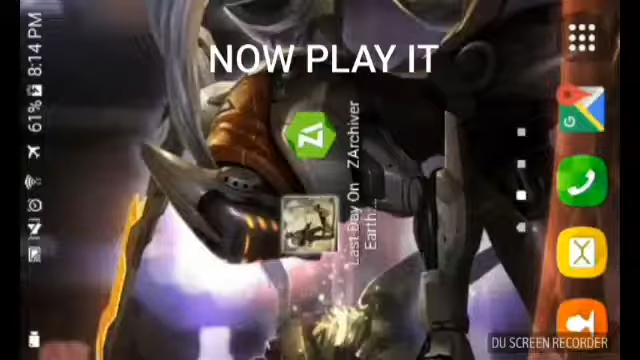 NOW PLAY IT
61% 8:14 PM
ZArchiver
Last Day On
Earth...
G
DU SCREEN RECORDER